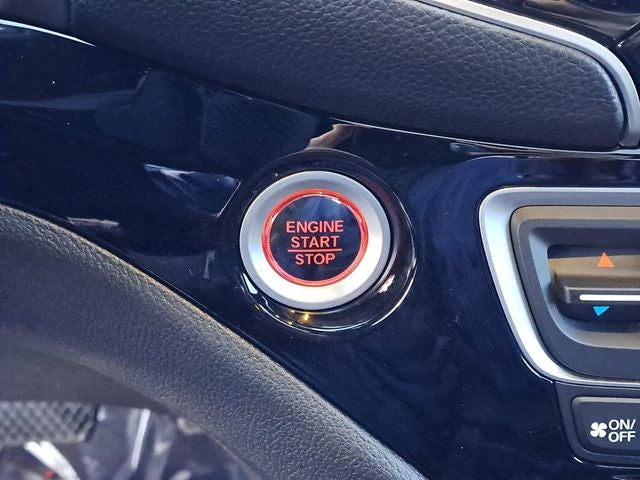 ENGINE
START
STOP
ON/
OFF